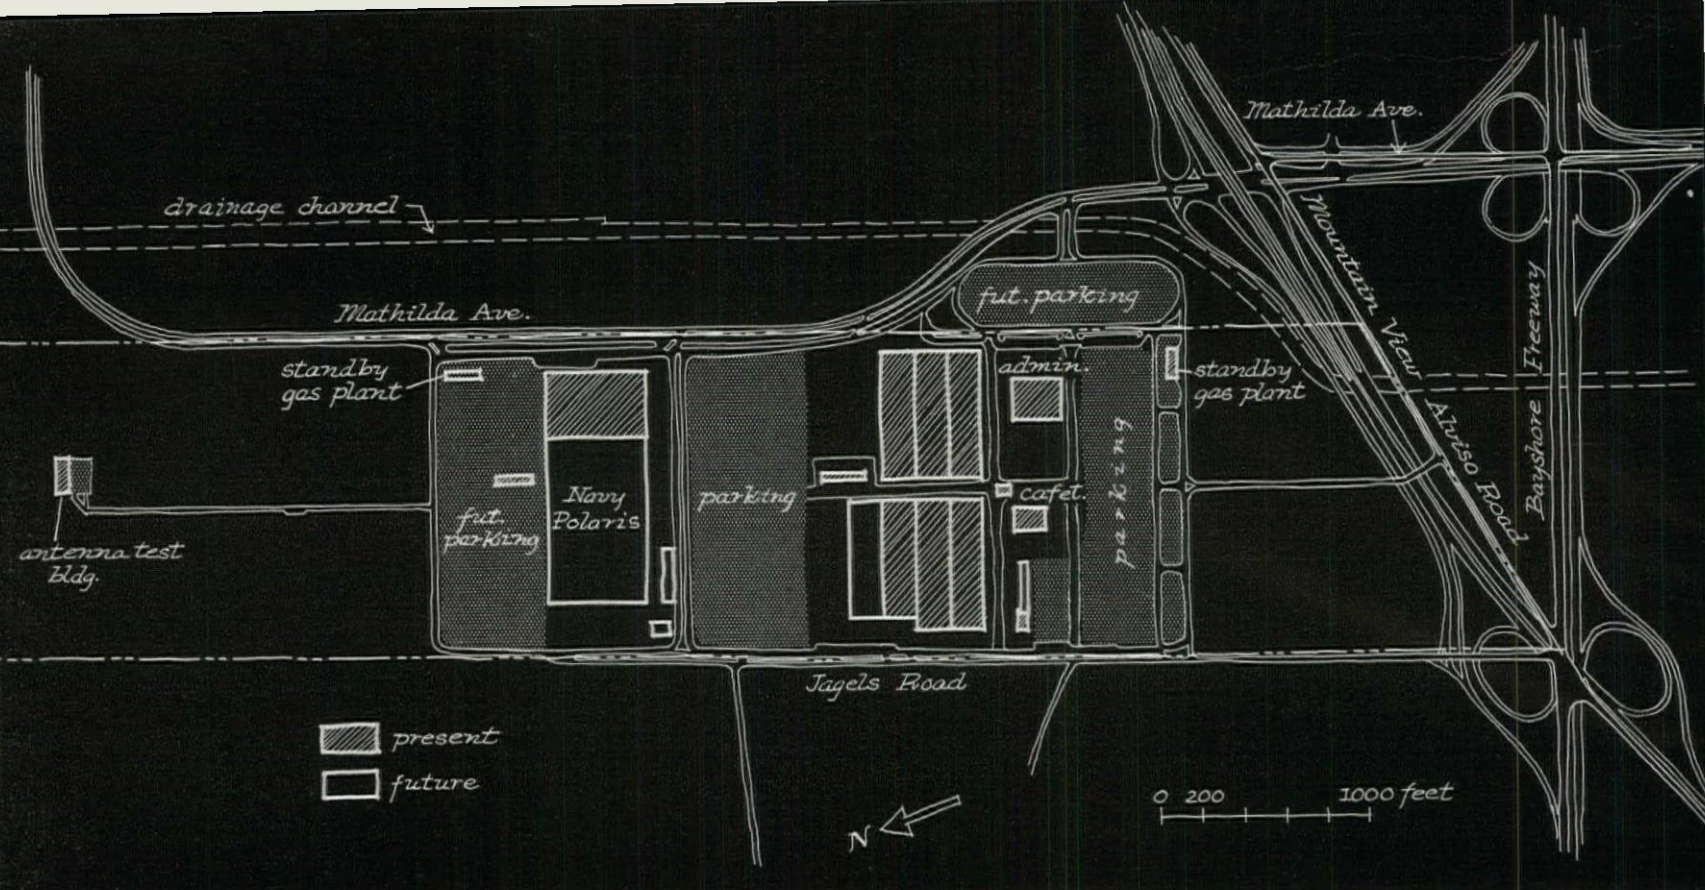 Mathilda Ave.
drainage channel
Mountain View Alviso Road
Bayshore Freeway
fut. parking
Mathilda Ave.
standby
gas plant
admin.
standby
gas plant
parking
Navy
Polaris
parking
cafet.
fut.
parking
antenna test
bldg.
Jagels Road
present
future
N
0 200 1000 feet